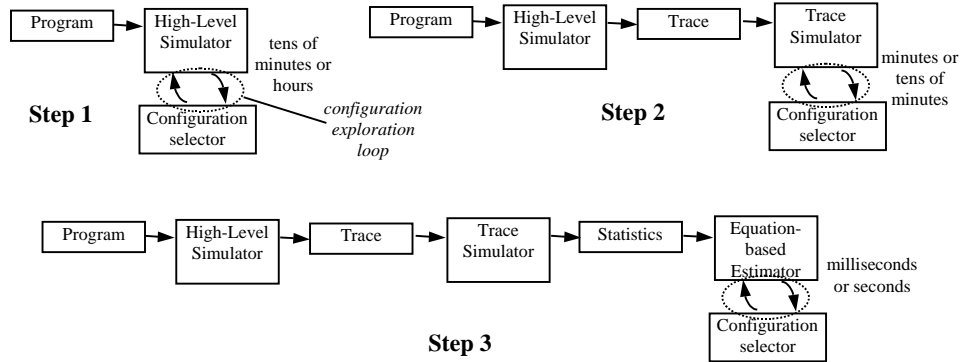 Program
High-Level
Simulator
tens of
minutes or
hours
Step 1
Configuration
selector
configuration
exploration
loop
Program
High-Level
Simulator
Trace
Trace
Simulator
minutes or
tens of
minutes
Step 2
Configuration
selector
Program
High-Level
Simulator
Trace
Trace
Simulator
Statistics
Equation-
based
Estimator
milliseconds
or seconds
Step 3
Configuration
selector